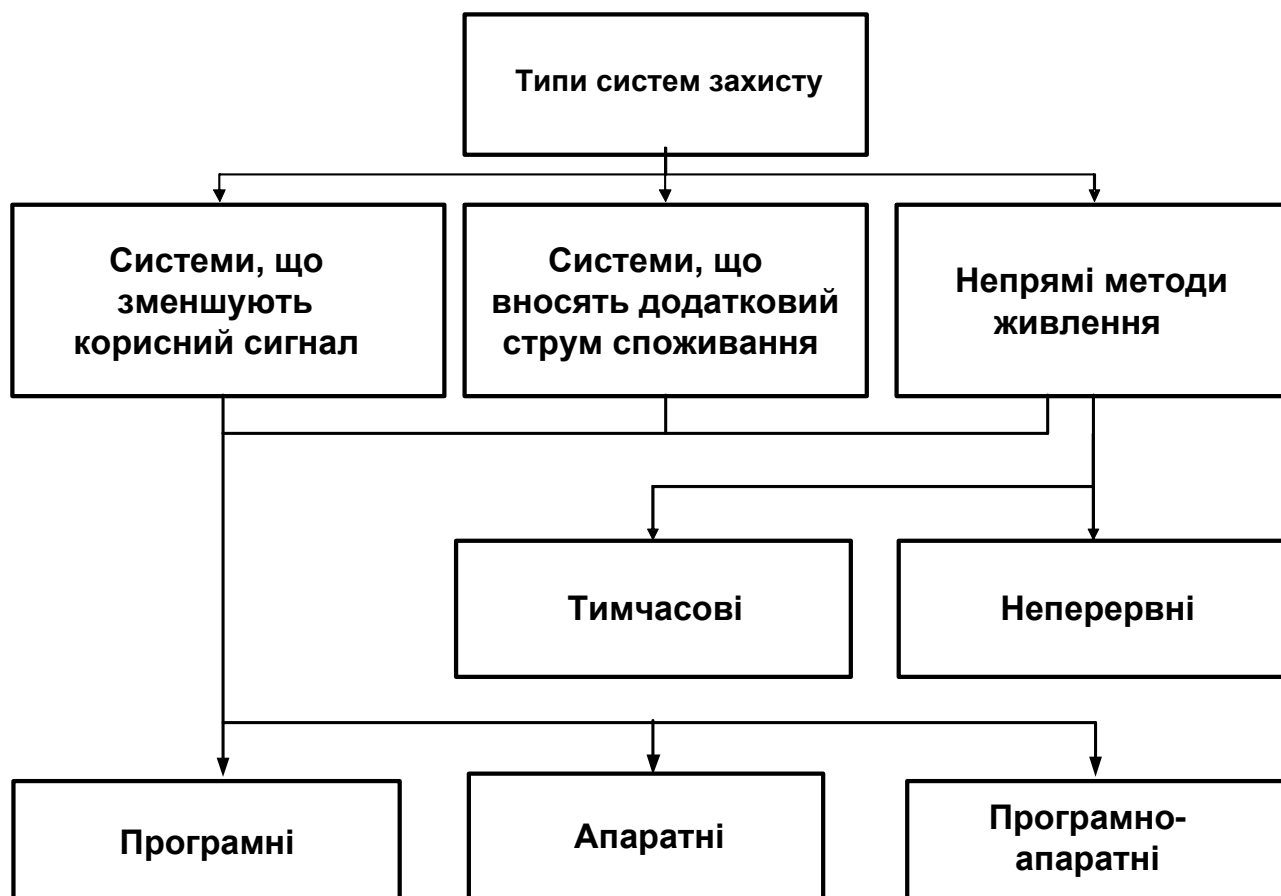 Типи систем захисту
Системи, що
зменшують
корисний сигнал
Системи, що
вносять додатковий
струм споживання
Непрямі методи
живлення
Тимчасові
Неперервні
Програмні
Апаратні
Програмно-
апаратні